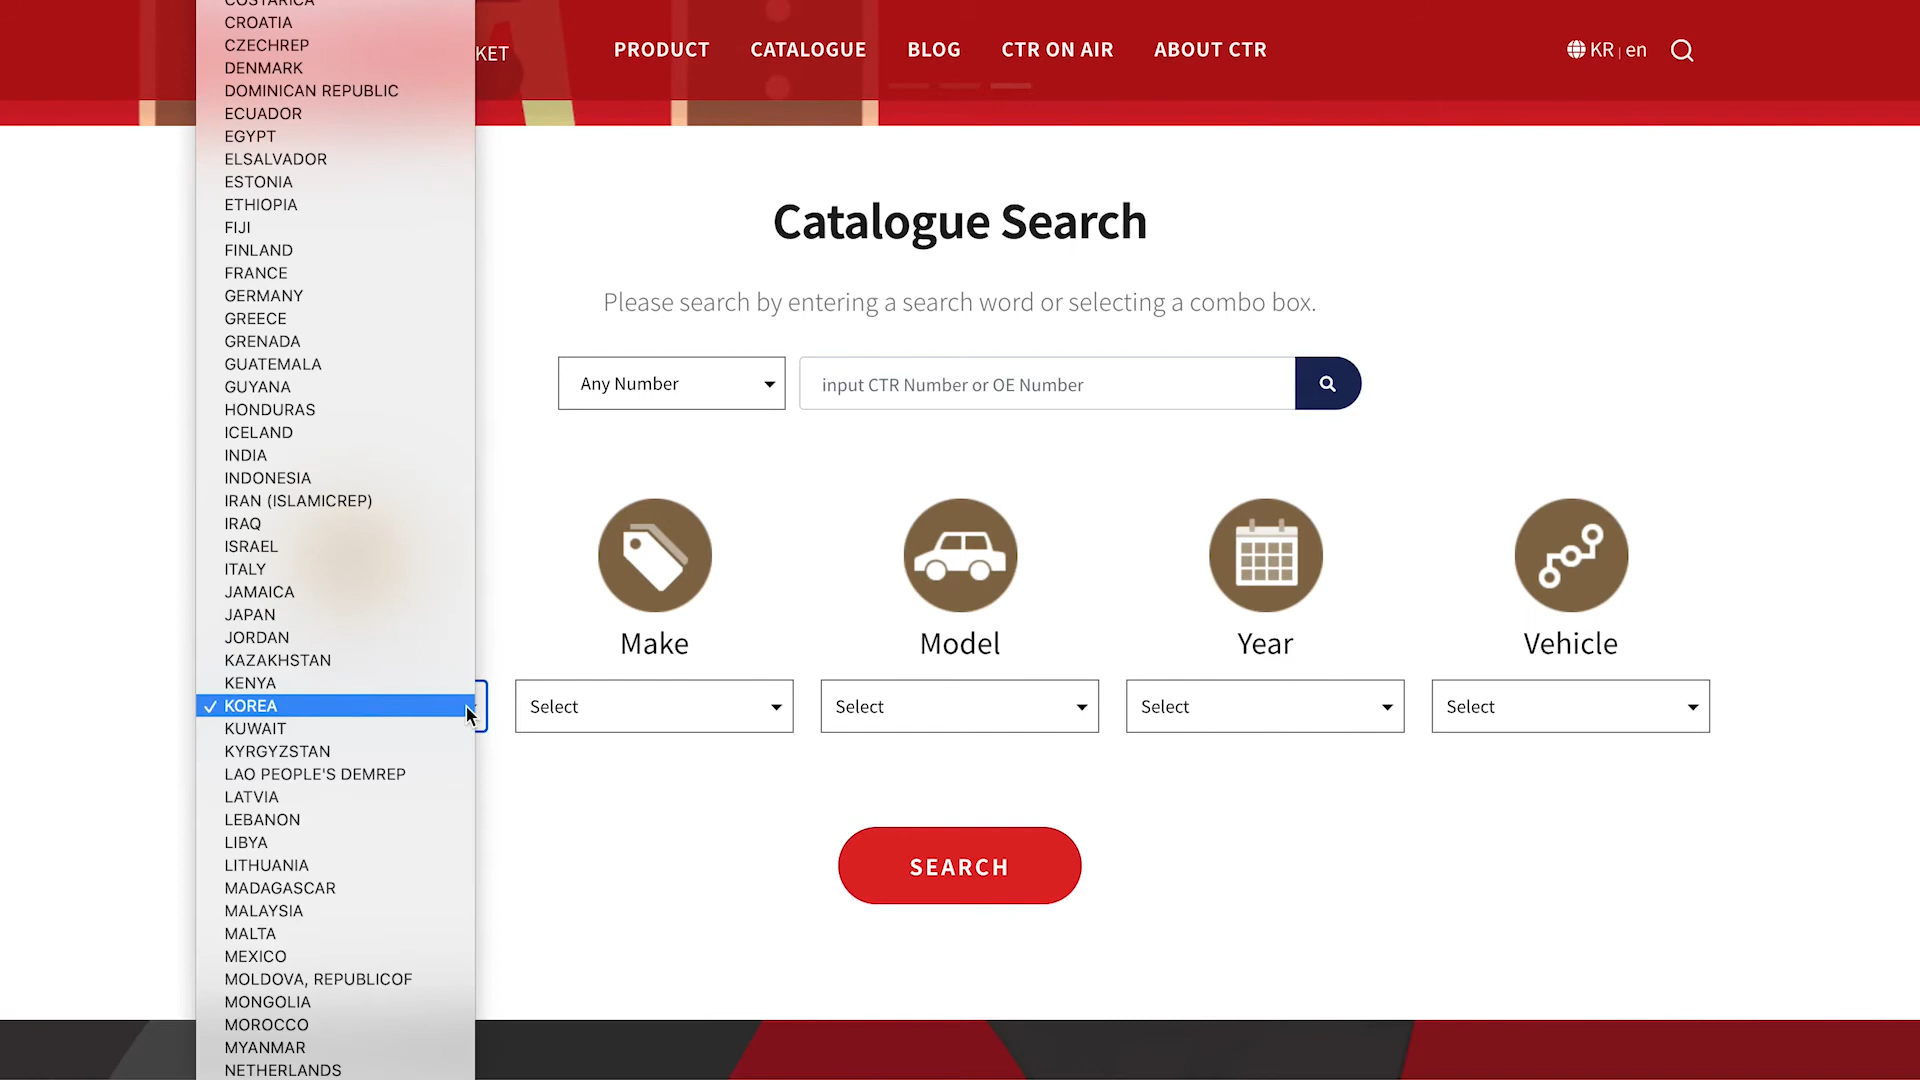 COSTARICA
CROATIA
CZECHREP
DENMARK
DOMINICAN REPUBLIC
ECUADOR
EGYPT
ELSALVADOR
ESTONIA
ETHIOPIA
FIJI
FINLAND
FRANCE
GERMANY
GREECE
GRENADA
GUATEMALA
GUYANA
HONDURAS
ICELAND
INDIA
INDONESIA
IRAN (ISLAMICREP)
IRAQ
ISRAEL
ITALY
JAMAICA
JAPAN
JORDAN
KAZAKHSTAN
KENYA
✓ KOREA
KUWAIT
KYRGYZSTAN
LAO PEOPLE'S DEMREP
LATVIA
LEBANON
LIBYA
LITHUANIA
MADAGASCAR
MALAYSIA
MALTA
MEXICO
MOLDOVA, REPUBLICOF
MONGOLIA
MOROCCO
MYANMAR
NETHERLANDS
KET PRODUCT CATALOGUE BLOG CTR ON AIR ABOUT CTR KR | en
Catalogue Search
Please search by entering a search word or selecting a combo box.
Any Number input CTR Number or OE Number
Make Model Year Vehicle
Select Select Select Select
SEARCH